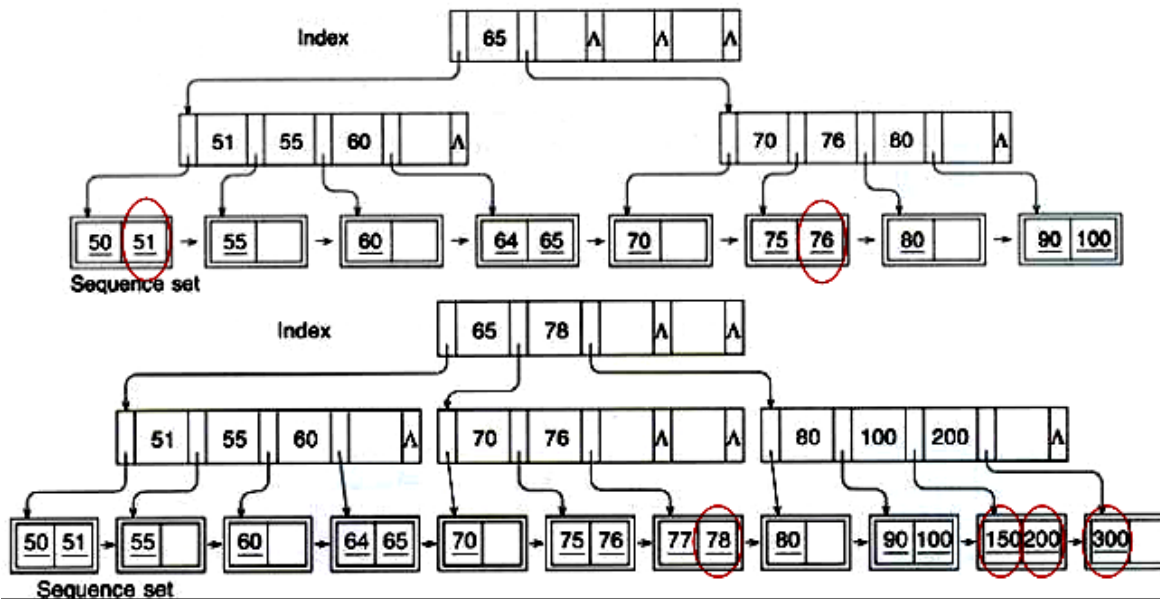 Index 65 Λ Λ Λ
51 55 60 Λ 70 76 80 Λ
50 51 55 60 64 65 70 75 76 80 90 100
Sequence set
Index 65 78 Λ Λ
51 55 60 Λ 70 76 Λ Λ 80 100 200 Λ
50 51 55 60 64 65 70 75 76 77 78 80 90 100 150 200 300
Sequence set